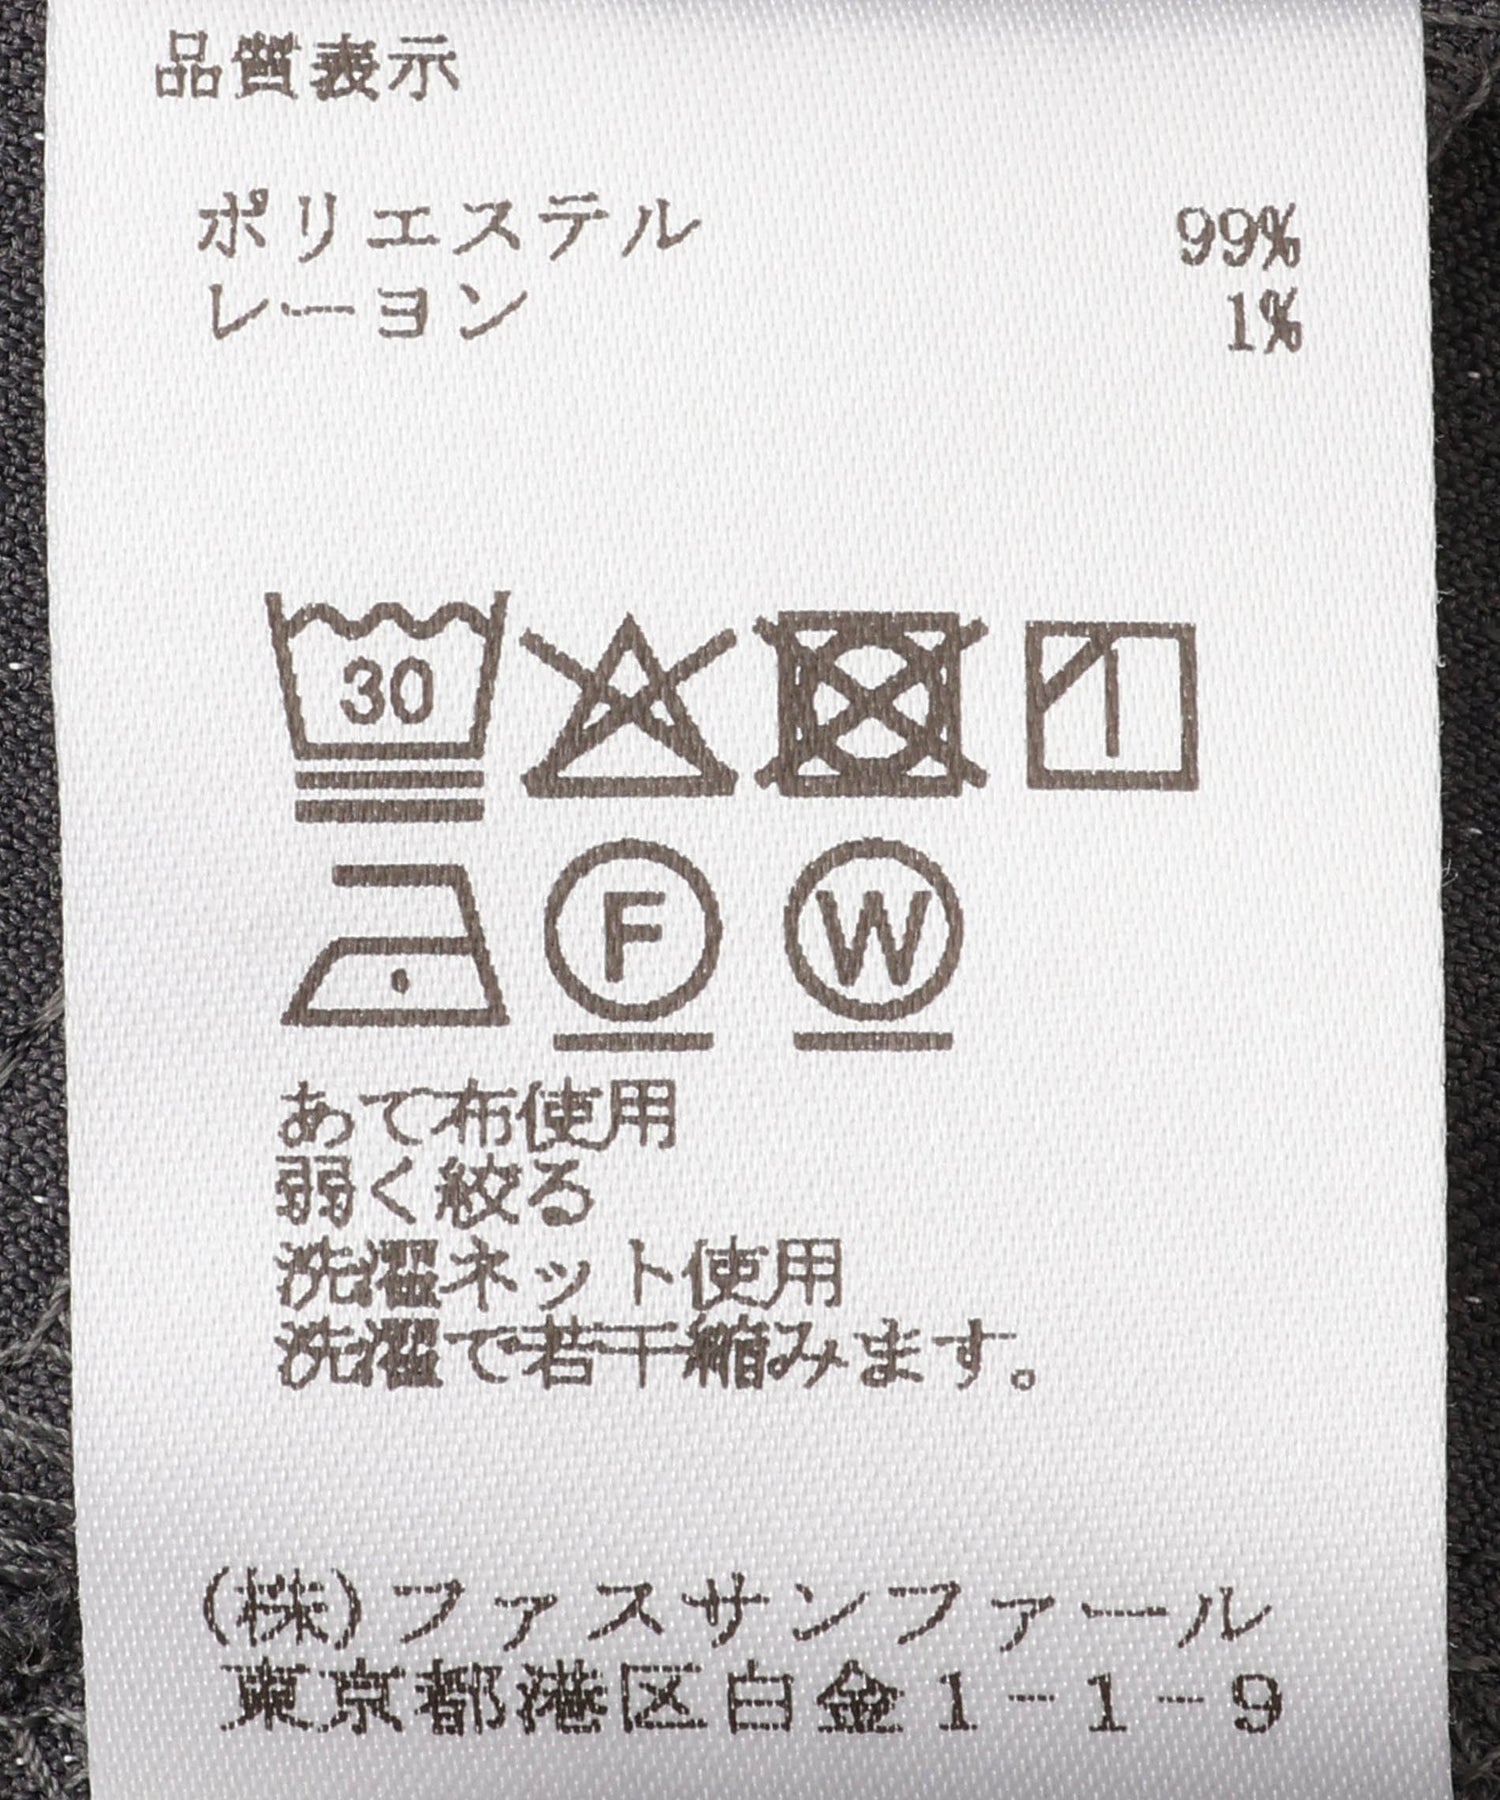 品質表示
ポリエステル 99%
レーヨン 1%
30
F W
あて布使用
弱く絞る
洗濯ネット使用
洗濯で若干縮みます。
(株)ファスサンファール
東京都港区白金1-1-9